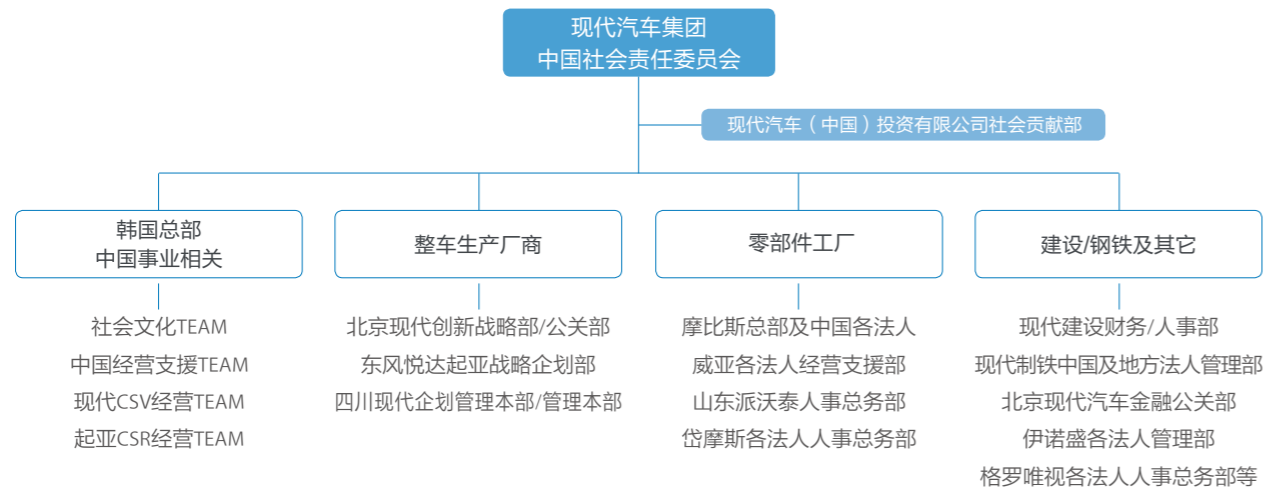 现代汽车集团
中国社会责任委员会
现代汽车（中国）投资有限公司社会贡献部
韩国总部
中国事业相关
社会文化TEAM
中国经营支援TEAM
现代CSV经营TEAM
起亚CSR经营TEAM
整车生产厂商
北京现代创新战略部/公关部
东风悦达起亚战略企划部
四川现代企划管理本部/管理本部
零部件工厂
摩比斯总部及中国各法人
威亚各法人经营支援部
山东派沃泰人事总务部
岱摩斯各法人人事总务部
建设/钢铁及其它
现代建设财务/人事部
现代制铁中国及地方法人管理部
北京现代汽车金融公关部
伊诺盛各法人管理部
格罗唯视各法人人事总务部等